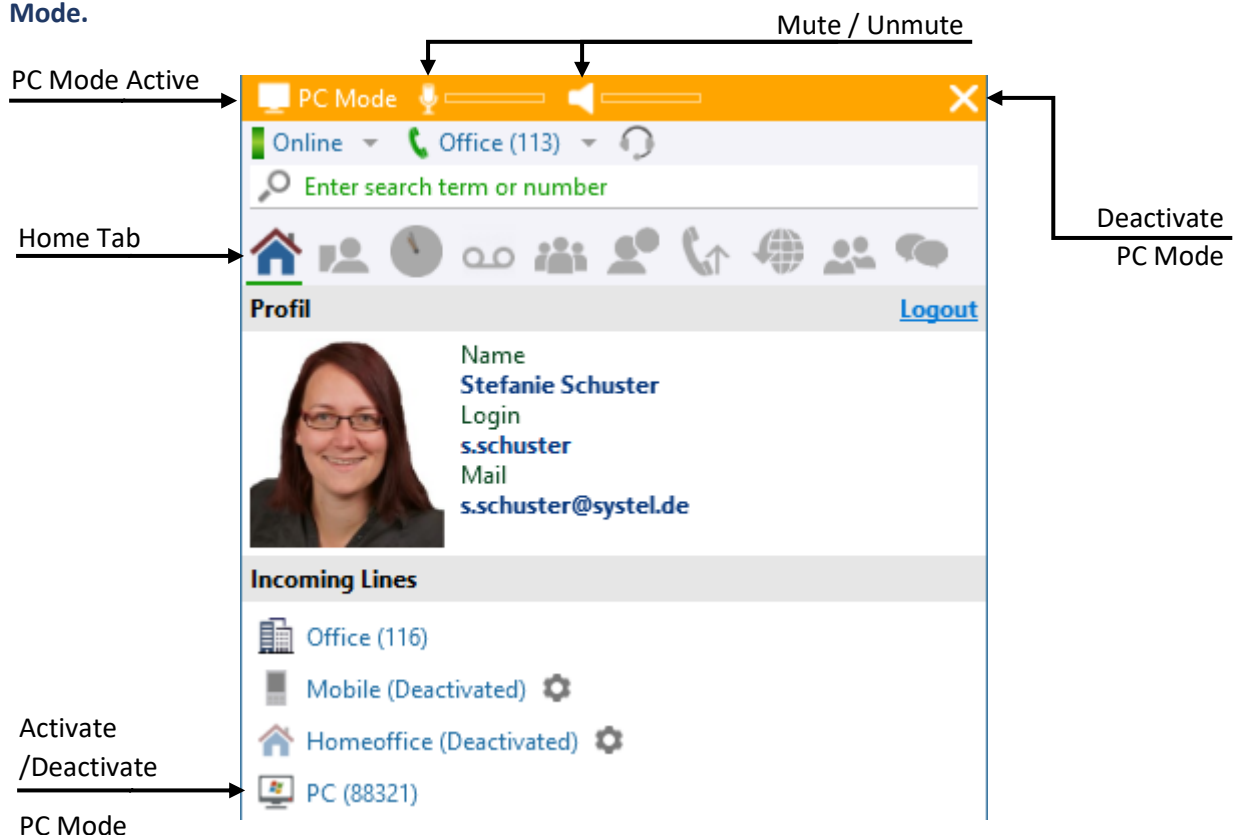 Mode.
Mute / Unmute
PC Mode Active
PC Mode
Online
Office (113)
Enter search term or number
Home Tab
Deactivate
PC Mode
Profil
Logout
Name
Stefanie Schuster
Login
s.schuster
Mail
s.schuster@systel.de
Incoming Lines
Office (116)
Mobile (Deactivated)
Homeoffice (Deactivated)
PC (88321)
Activate
/Deactivate
PC Mode